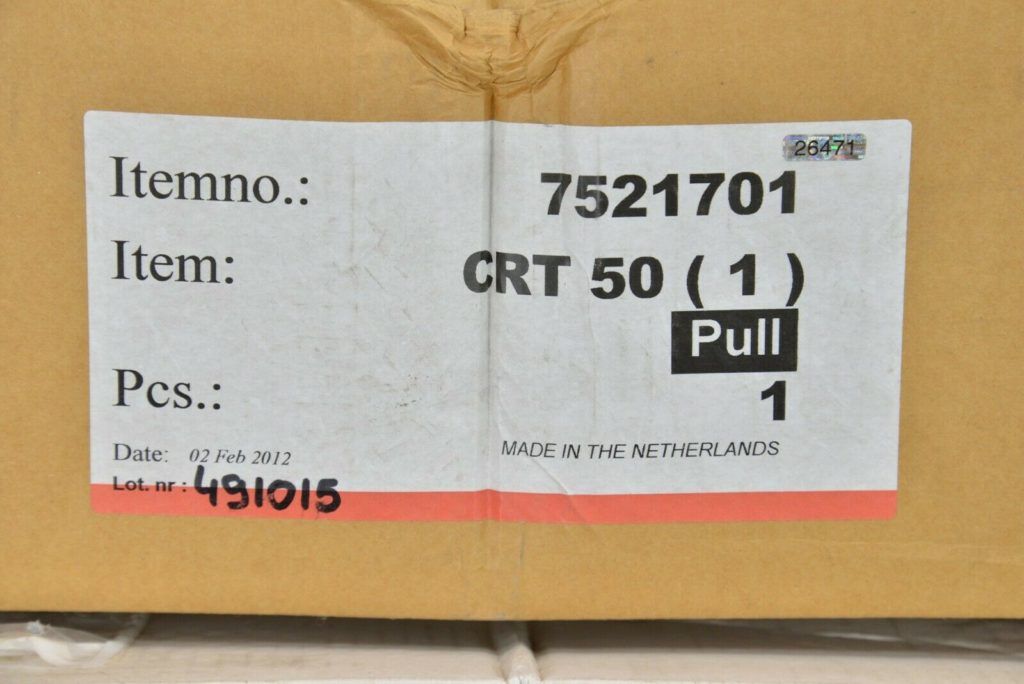 26471
Itemno.: 7521701
Item: CRT 50 ( 1 )
Pull
Pcs.: 1
Date: 02 Feb 2012 MADE IN THE NETHERLANDS
Lot. nr : 491015